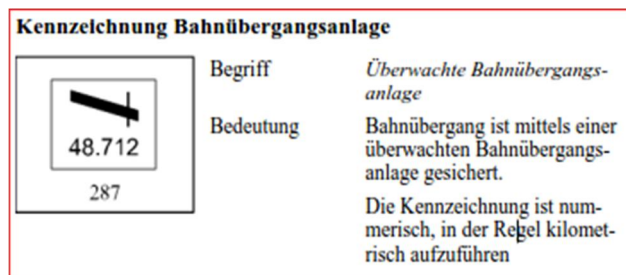 Kennzeichnung Bahnübergangsanlage
Begriff
Überwachte Bahnübergangs-
anlage
Bedeutung
Bahnübergang ist mittels einer
überwachten Bahnübergangs-
anlage gesichert.
Die Kennzeichnung ist num-
merisch, in der Regel kilomet-
risch aufzuführen
48.712
287